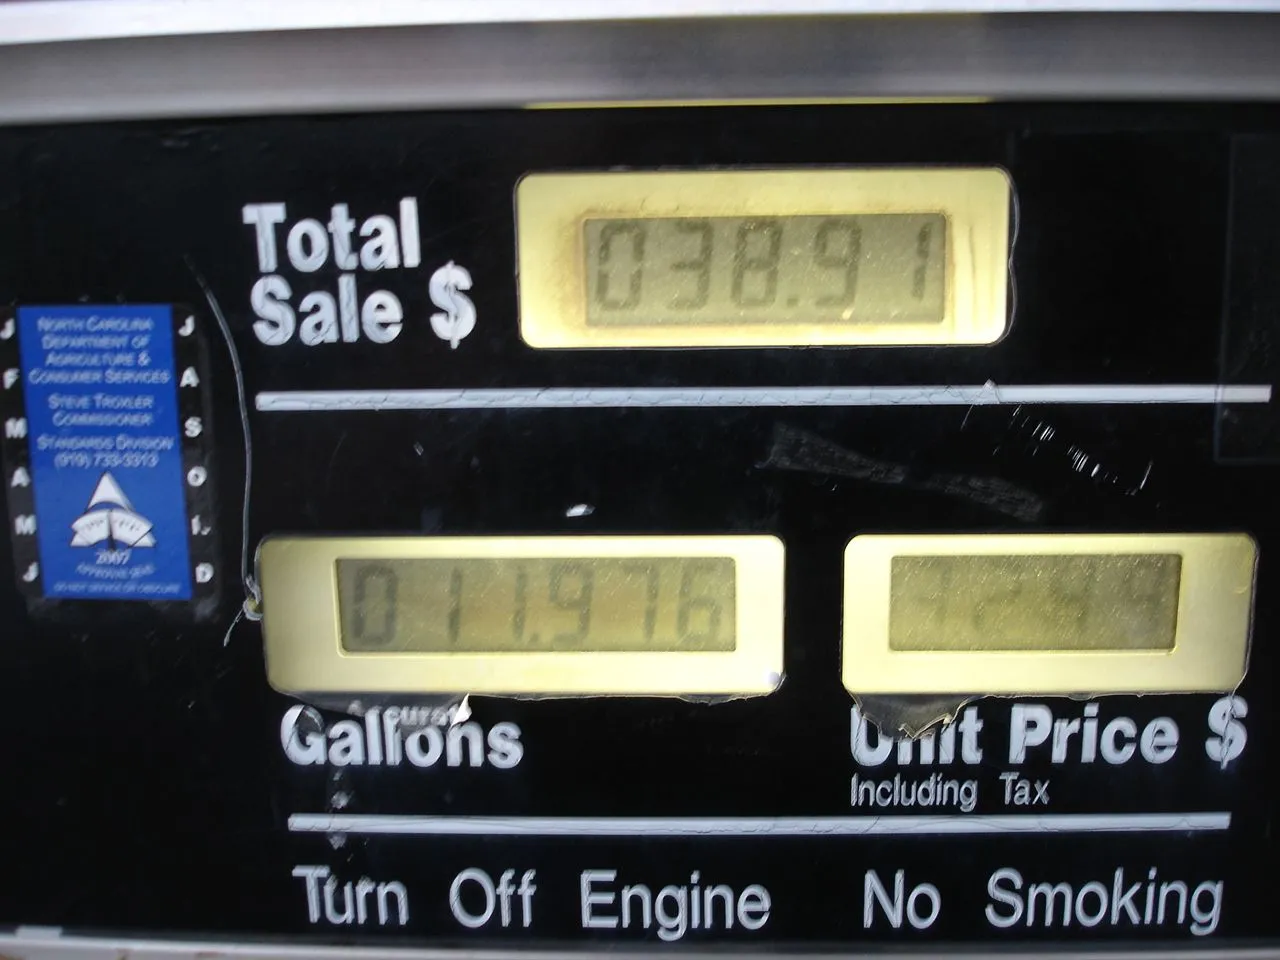 Total
Sale $
038.91
J J
F A
M S
A O
M N
J D
NORTH CAROLINA
DEPARTMENT OF
AGRICULTURE &
CONSUMER SERVICES
STEVE TROXLER
COMMISSIONER
STANDARDS DIVISION
(919) 733-3313
2007
011.976
Gallons
Unit Price $
Including Tax
Turn Off Engine No Smoking